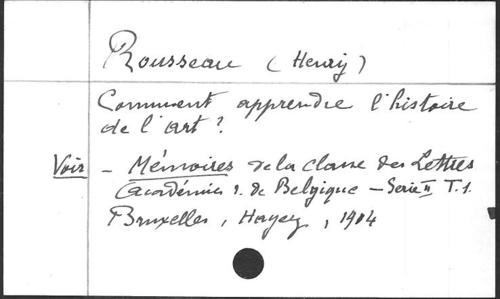 Rousseau (Henry)
Comment apprendre l'histoire
de l'art?
Voir - Mémoires de la classe des Lettres
(académie r. de Belgique - Serie II T.1.
Bruxelles, Hayez, 1904